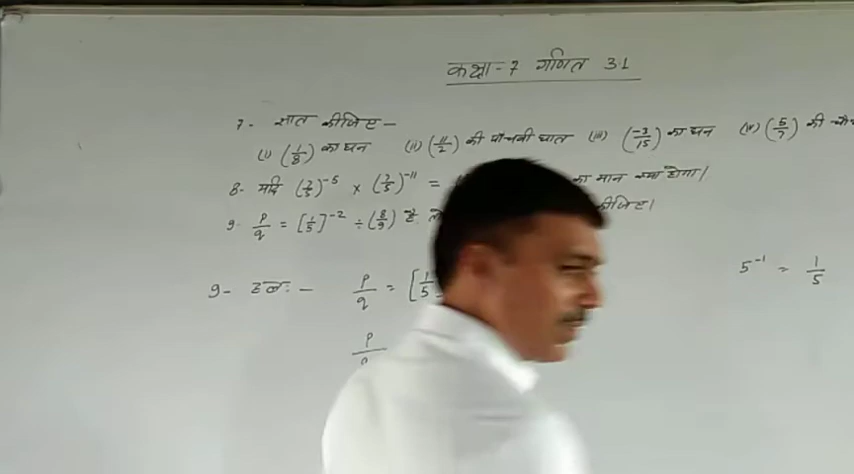 कक्षा - 7 गणित 3.1
7- ज्ञात कीजिए -
(i) (1/8) का घन (ii) (11/2) की पाँचवी घात (iii) (-3/15) का घन (iv) (5/7) की
8- यदि (2/5)^-5 × (2/5)^-11 = का मान क्या होगा।
9- p/q = [1/5]^-2 ÷ (8/9) है कीजिए।
9- हल :- p/q = [1/5
5^-1 = 1/5
p